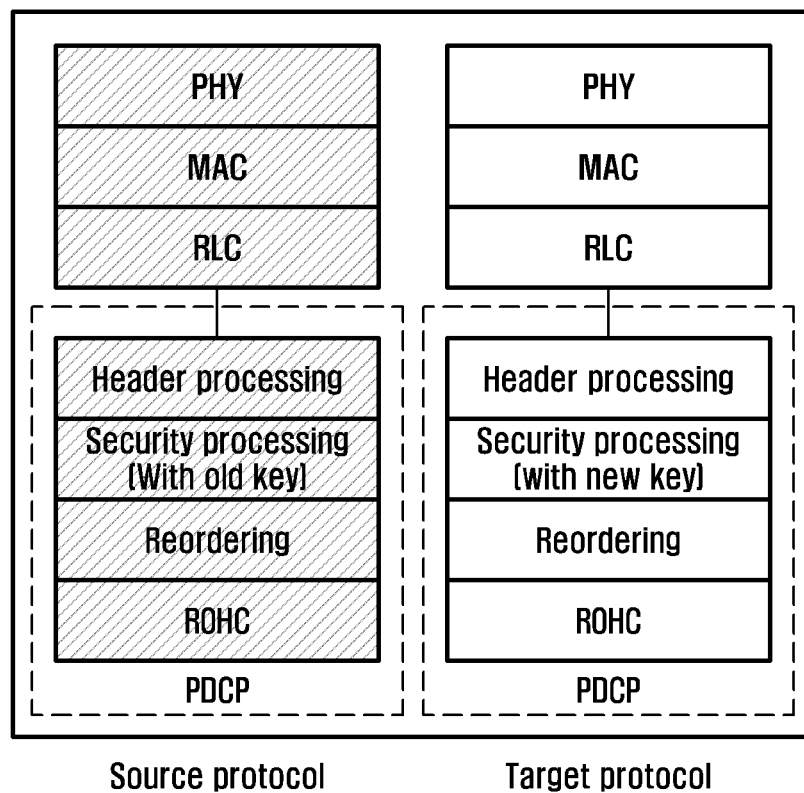 PHY
MAC
RLC
Header processing
Security processing
(With old key)
Reordering
ROHC
PDCP
Source protocol
PHY
MAC
RLC
Header processing
Security processing
(with new key)
Reordering
ROHC
PDCP
Target protocol